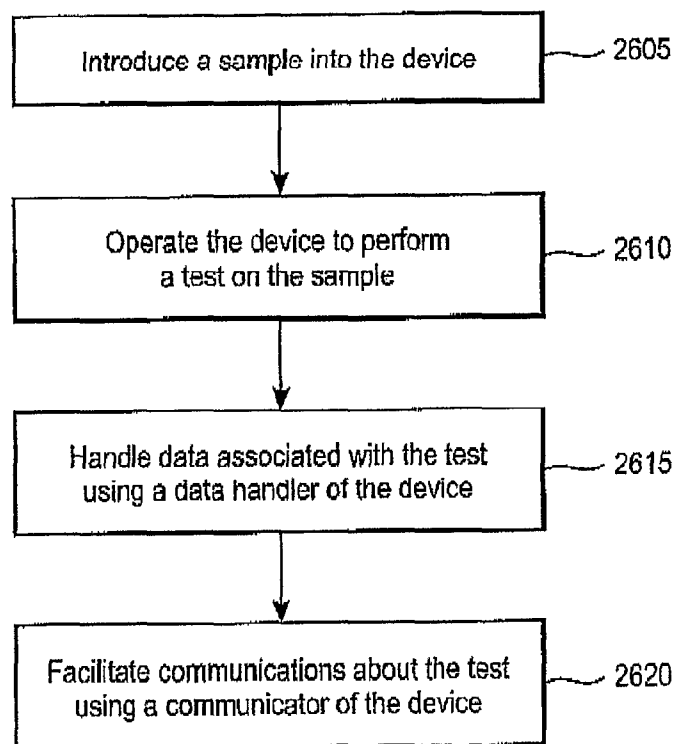 Introduce a sample into the device
2605
Operate the device to perform
a test on the sample
2610
Handle data associated with the test
using a data handler of the device
2615
Facilitate communications about the test
using a communicator of the device
2620